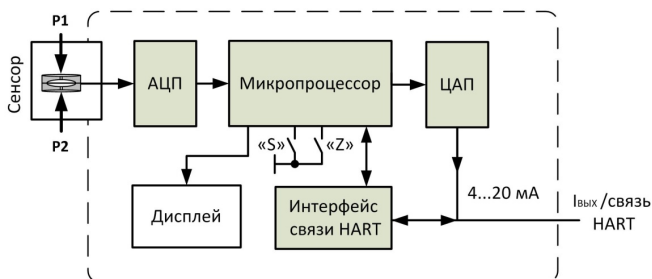 P1
Сенсор
P2
АЦП
Микропроцессор
ЦАП
«S»
«Z»
Дисплей
Интерфейс
связи HART
4...20 мА
Iвых /связь
HART